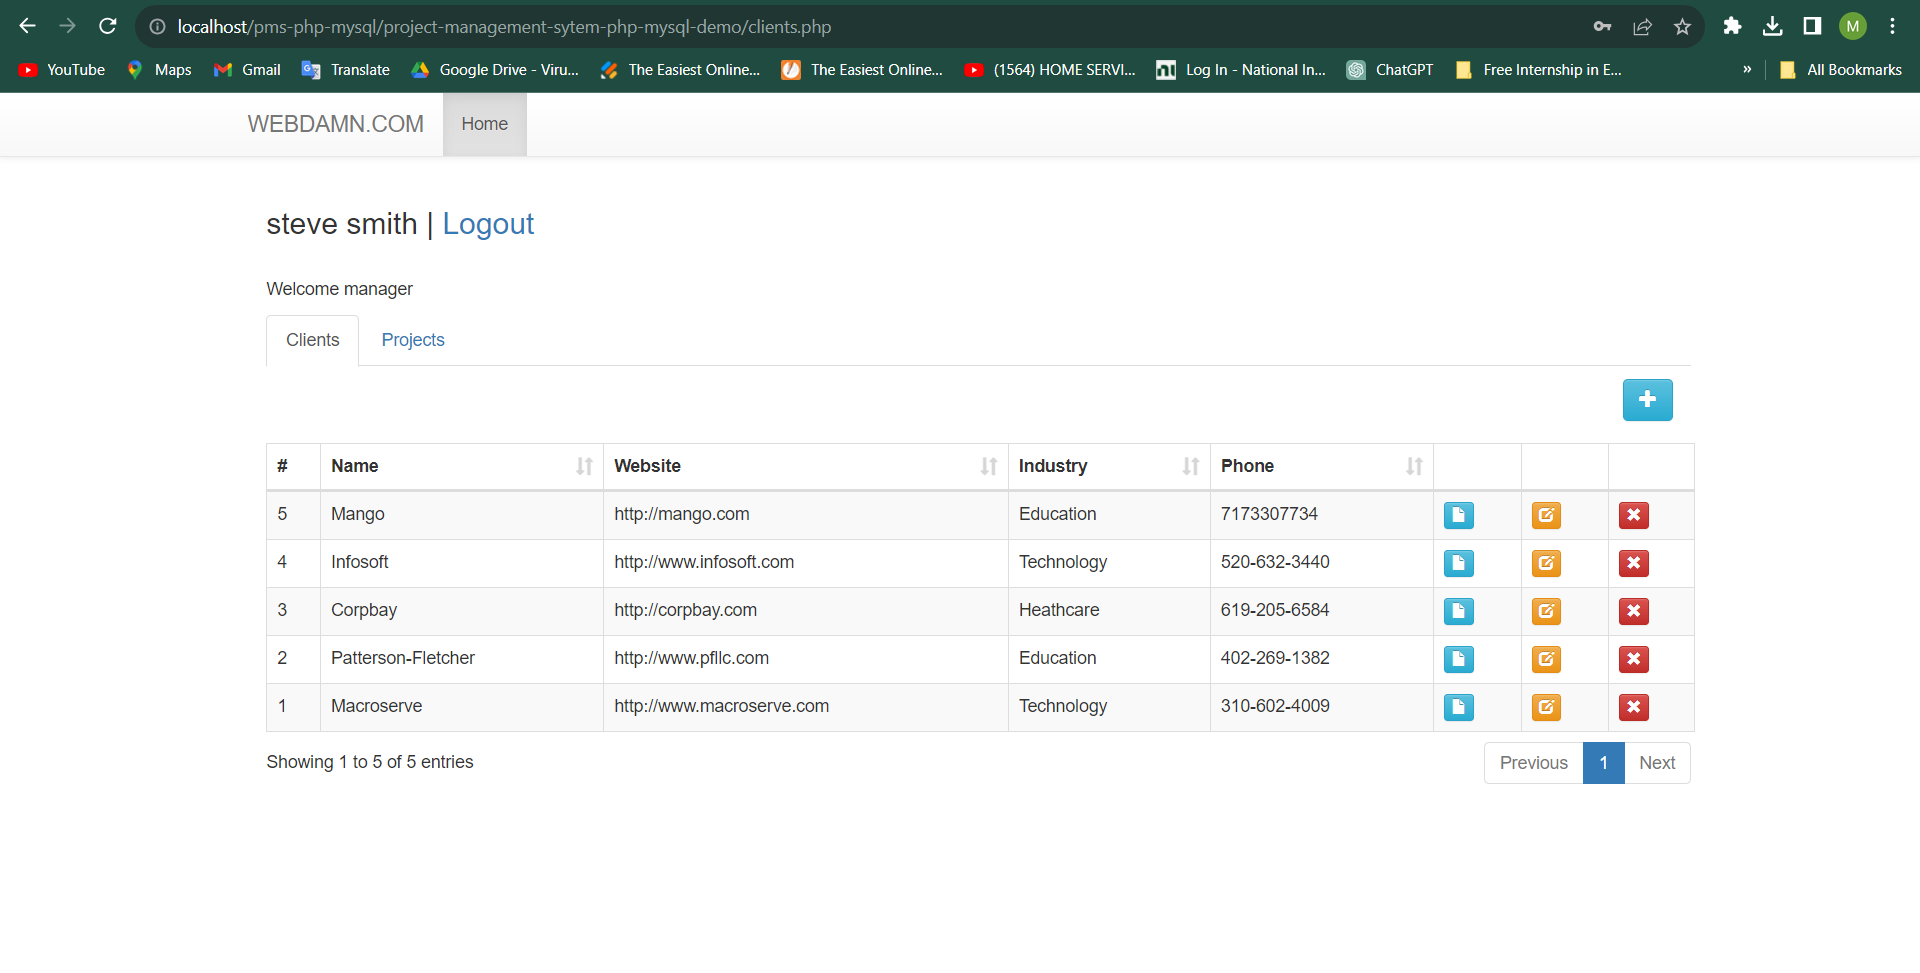 localhost/pms-php-mysql/project-management-sytem-php-mysql-demo/clients.php M
YouTube Maps Gmail Translate Google Drive - Viru... The Easiest Online... The Easiest Online... (1564) HOME SERVI... Log In - National In... ChatGPT Free Internship in E... » All Bookmarks
WEBDAMN.COM Home
steve smith | Logout
Welcome manager
Clients Projects
# Name Website Industry Phone
5 Mango http://mango.com Education 7173307734
4 Infosoft http://www.infosoft.com Technology 520-632-3440
3 Corpbay http://corpbay.com Heathcare 619-205-6584
2 Patterson-Fletcher http://www.pfllc.com Education 402-269-1382
1 Macroserve http://www.macroserve.com Technology 310-602-4009
Showing 1 to 5 of 5 entries Previous 1 Next